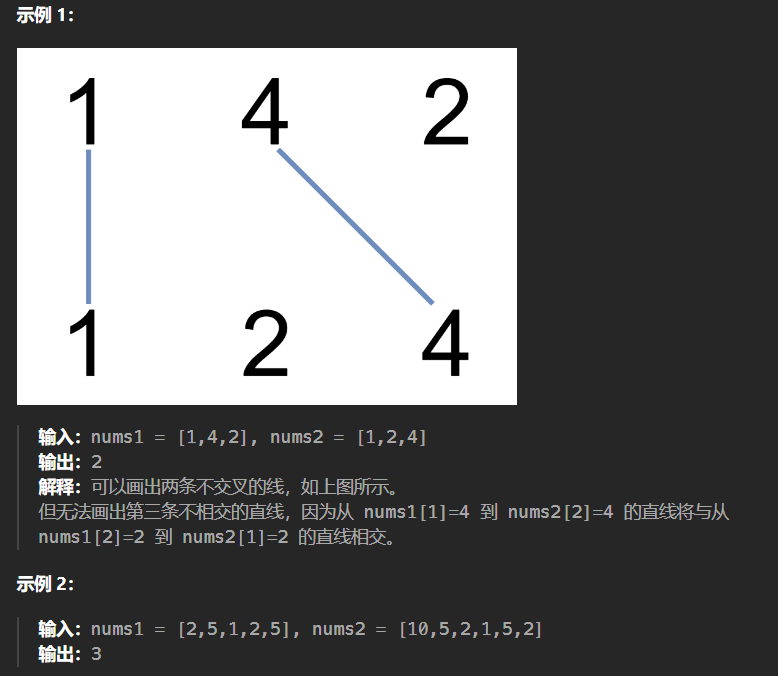 示例 1：
1 4 2
1 2 4
输入：nums1 = [1,4,2], nums2 = [1,2,4]
输出：2
解释：可以画出两条不交叉的线，如上图所示。
但无法画出第三条不相交的直线，因为从 nums1[1]=4 到 nums2[2]=4 的直线将与从
nums1[2]=2 到 nums2[1]=2 的直线相交。
示例 2：
输入：nums1 = [2,5,1,2,5], nums2 = [10,5,2,1,5,2]
输出：3